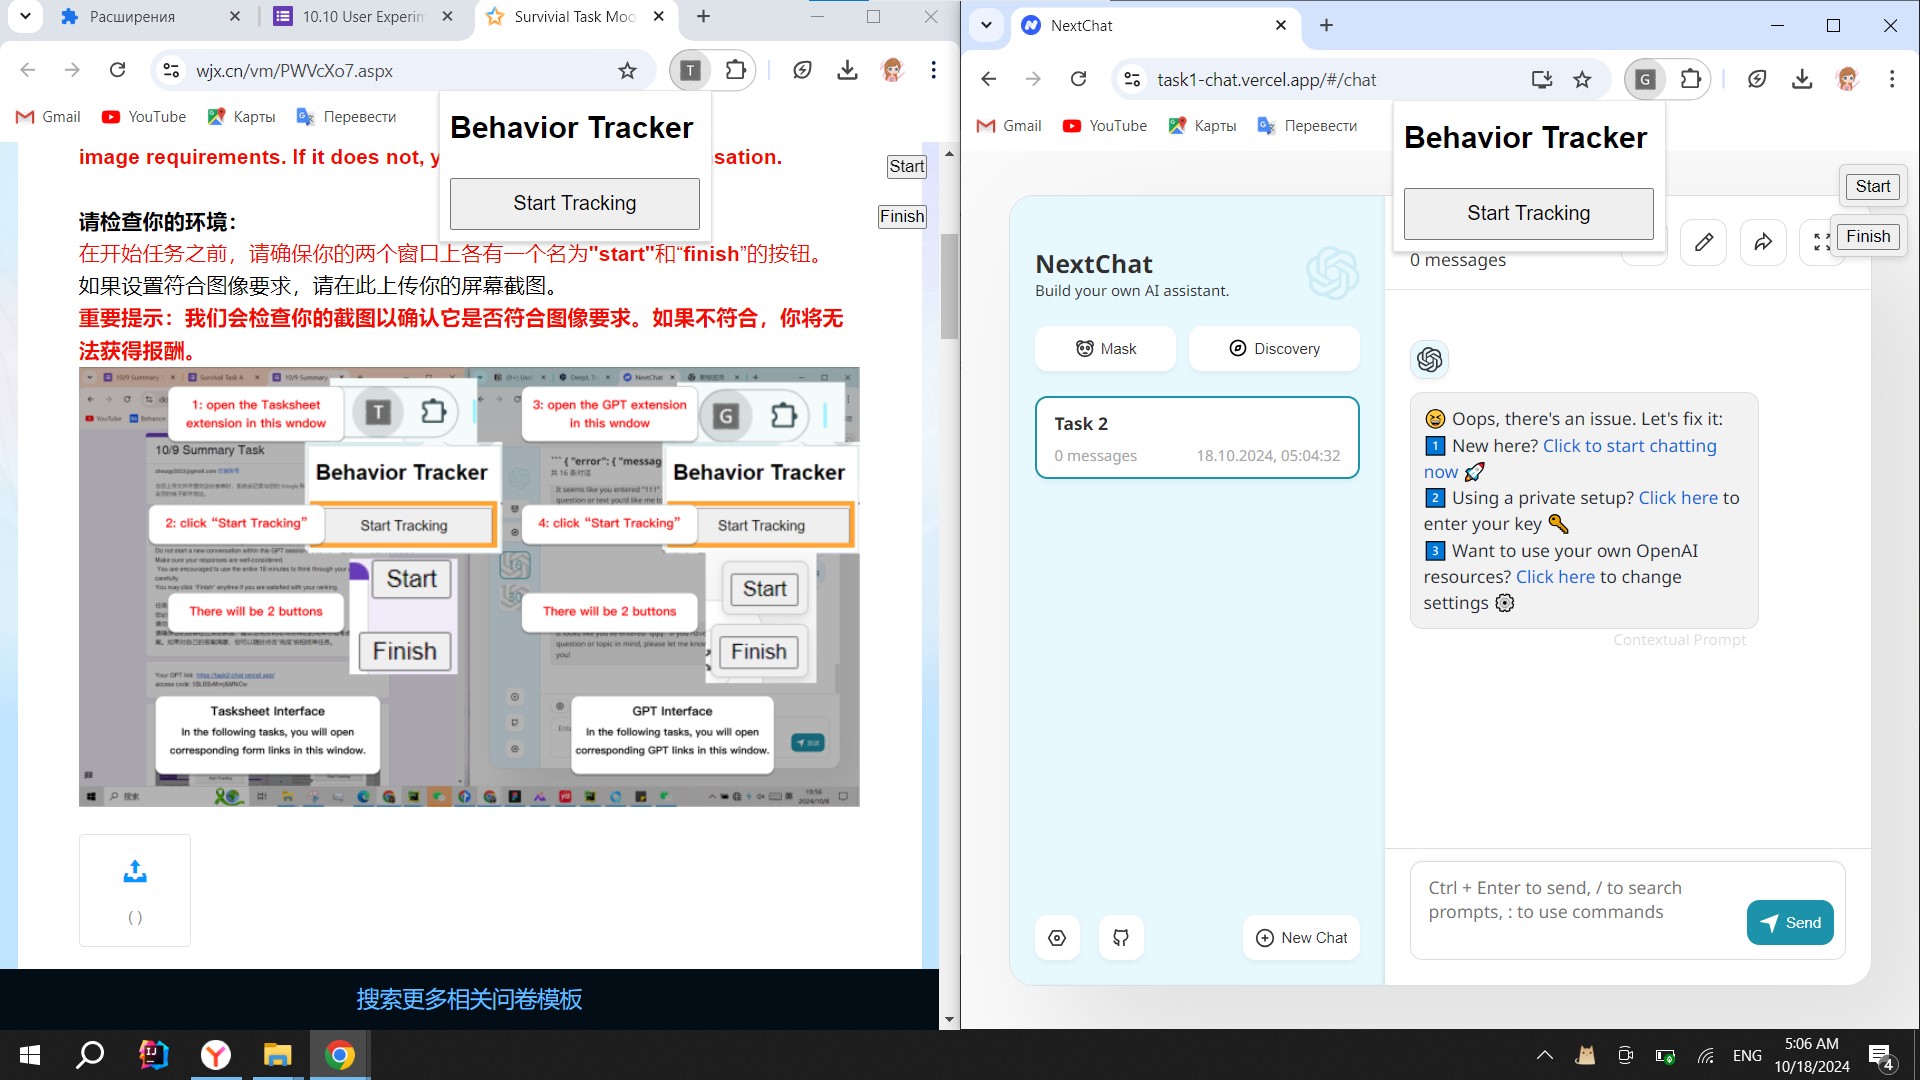 Расширения
10.10 User Experim
Survivial Task Moo
wjx.cn/vm/PWVcXo7.aspx
T
Gmail
YouTube
Карты
Перевести
Behavior Tracker
Start Tracking
image requirements. If it does not, y
sation.
Start
Finish
请检查你的环境：
在开始任务之前，请确保你的两个窗口上各有一个名为"start"和“finish”的按钮。
如果设置符合图像要求，请在此上传你的屏幕截图。
重要提示：我们会检查你的截图以确认它是否符合图像要求。如果不符合，你将无
法获得报酬。
1: open the Tasksheet
extension in this wndow
T
3: open the GPT extension
in this wndow
G
10/9 Summary Task
Behavior Tracker
Behavior Tracker
2: click “Start Tracking”
Start Tracking
4: click “Start Tracking”
Start Tracking
Start
Start
There will be 2 buttons
There will be 2 buttons
Finish
Finish
Tasksheet Interface
In the following tasks, you will open
corresponding form links in this window.
GPT Interface
In the following tasks, you will open
corresponding GPT links in this window.
( )
搜索更多相关问卷模板
NextChat
task1-chat.vercel.app/#/chat
G
Gmail
YouTube
Карты
Перевести
Behavior Tracker
Start Tracking
Start
Finish
0 messages
NextChat
Build your own AI assistant.
Mask
Discovery
Task 2
0 messages
18.10.2024, 05:04:32
😆 Oops, there's an issue. Let's fix it:
1 New here? Click to start chatting
now 🚀
2 Using a private setup? Click here to
enter your key 🔑
3 Want to use your own OpenAI
resources? Click here to change
settings ⚙
Contextual Prompt
Ctrl + Enter to send, / to search
prompts, : to use commands
Send
New Chat
ENG
5:06 AM
10/18/2024
4